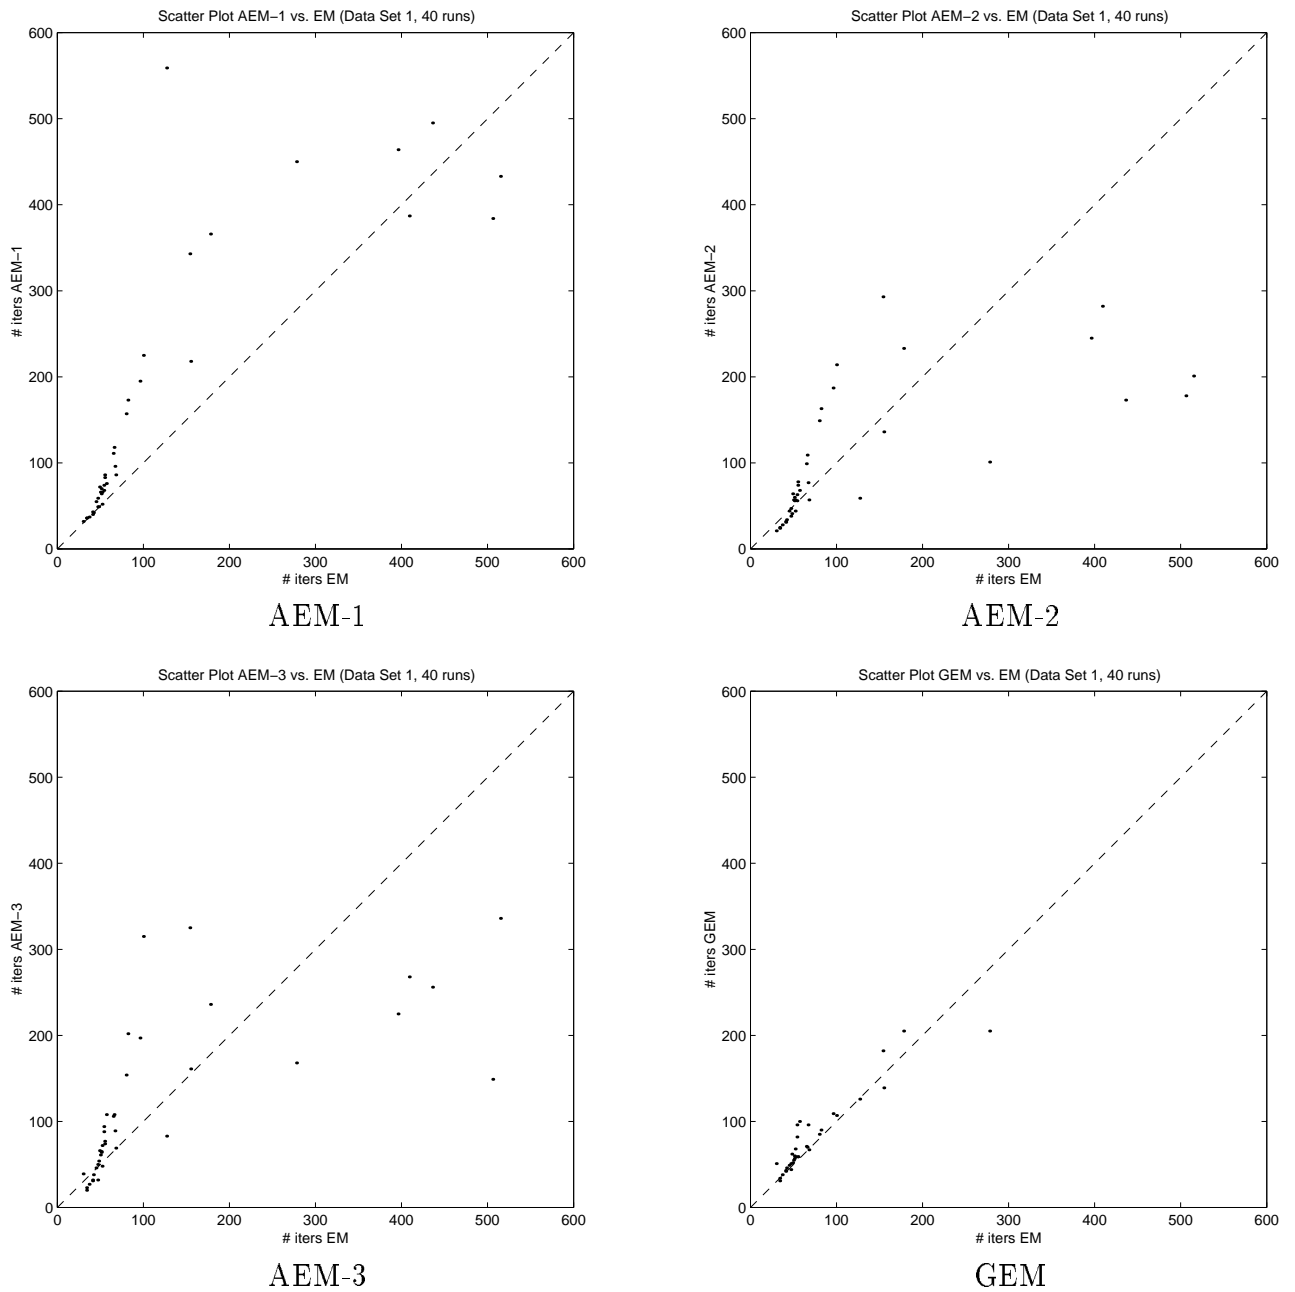 Scatter Plot AEM−1 vs. EM (Data Set 1, 40 runs)
600
500
400
300
200
100
0
# iters AEM−1
0 100 200 300 400 500 600
# iters EM
AEM-1
Scatter Plot AEM−2 vs. EM (Data Set 1, 40 runs)
600
500
400
300
200
100
0
# iters AEM−2
0 100 200 300 400 500 600
# iters EM
AEM-2
Scatter Plot AEM−3 vs. EM (Data Set 1, 40 runs)
600
500
400
300
200
100
0
# iters AEM−3
0 100 200 300 400 500 600
# iters EM
AEM-3
Scatter Plot GEM vs. EM (Data Set 1, 40 runs)
600
500
400
300
200
100
0
# iters GEM
0 100 200 300 400 500 600
# iters EM
GEM